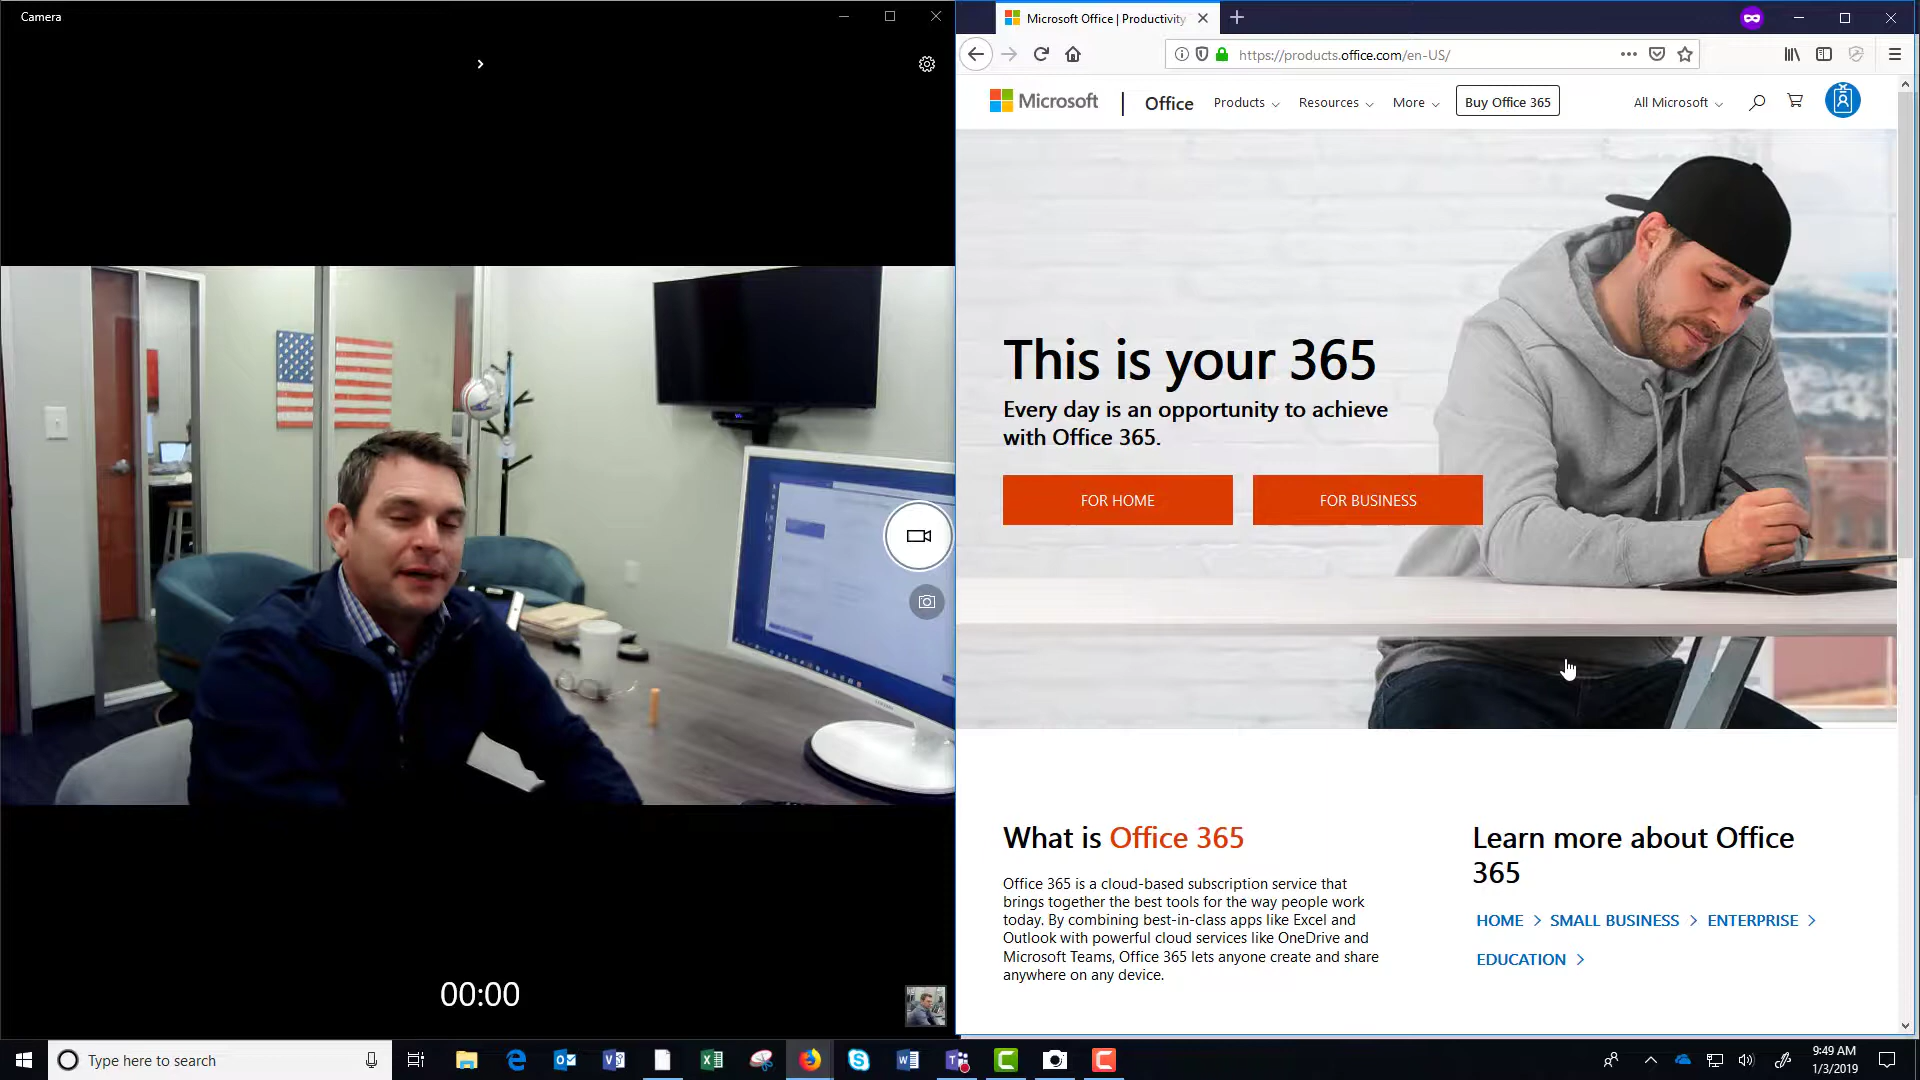 Camera
00:00
Microsoft Office | Productivity
https://products.office.com/en-US/
Microsoft
Office
Products
Resources
More
Buy Office 365
All Microsoft
This is your 365
Every day is an opportunity to achieve
with Office 365.
FOR HOME
FOR BUSINESS
What is Office 365
Office 365 is a cloud-based subscription service that
brings together the best tools for the way people work
today. By combining best-in-class apps like Excel and
Outlook with powerful cloud services like OneDrive and
Microsoft Teams, Office 365 lets anyone create and share
anywhere on any device.
Learn more about Office
365
HOME
SMALL BUSINESS
ENTERPRISE
EDUCATION
Type here to search
9:49 AM
1/3/2019